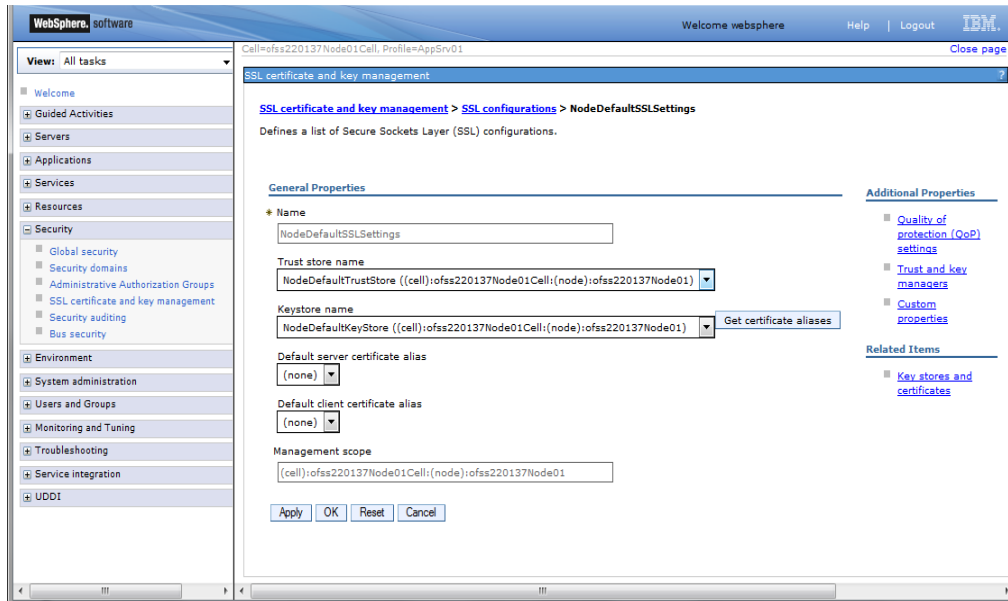 WebSphere. software
Welcome websphere
Help | Logout
IBM.
View: All tasks
Cell=ofss220137Node01Cell, Profile=AppSrv01
Close page
Welcome
Guided Activities
Servers
Applications
Services
Resources
Security
Global security
Security domains
Administrative Authorization Groups
SSL certificate and key management
Security auditing
Bus security
Environment
System administration
Users and Groups
Monitoring and Tuning
Troubleshooting
Service integration
UDDI
SSL certificate and key management
?
SSL certificate and key management > SSL configurations > NodeDefaultSSLSettings
Defines a list of Secure Sockets Layer (SSL) configurations.
General Properties
* Name
NodeDefaultSSLSettings
Trust store name
NodeDefaultTrustStore ((cell):ofss220137Node01Cell:(node):ofss220137Node01)
Keystore name
NodeDefaultKeyStore ((cell):ofss220137Node01Cell:(node):ofss220137Node01)
Get certificate aliases
Default server certificate alias
(none)
Default client certificate alias
(none)
Management scope
(cell):ofss220137Node01Cell:(node):ofss220137Node01
Apply
OK
Reset
Cancel
Additional Properties
Quality of
protection (QoP)
settings
Trust and key
managers
Custom
properties
Related Items
Key stores and
certificates